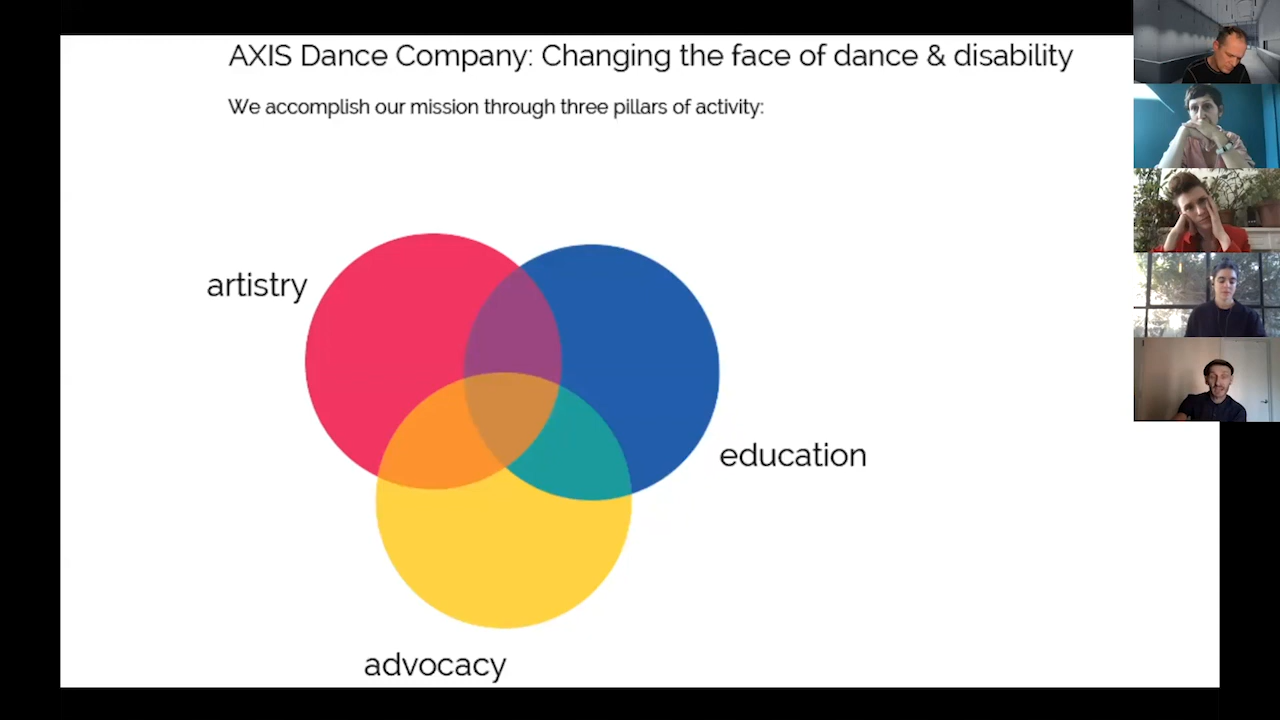 AXIS Dance Company: Changing the face of dance & disability
We accomplish our mission through three pillars of activity:
artistry
education
advocacy